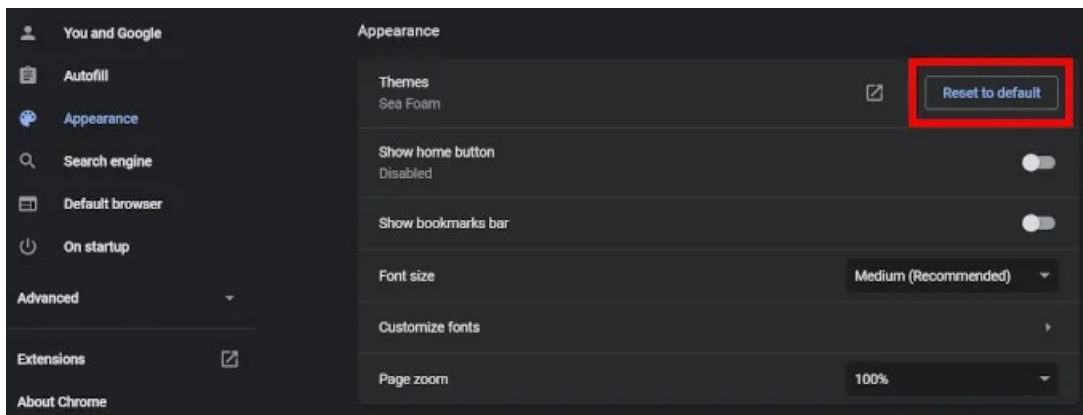 You and Google
Autofill
Appearance
Search engine
Default browser
On startup
Advanced
Extensions
About Chrome
Appearance
Themes
Sea Foam
Reset to default
Show home button
Disabled
Show bookmarks bar
Font size
Medium (Recommended)
Customize fonts
Page zoom
100%